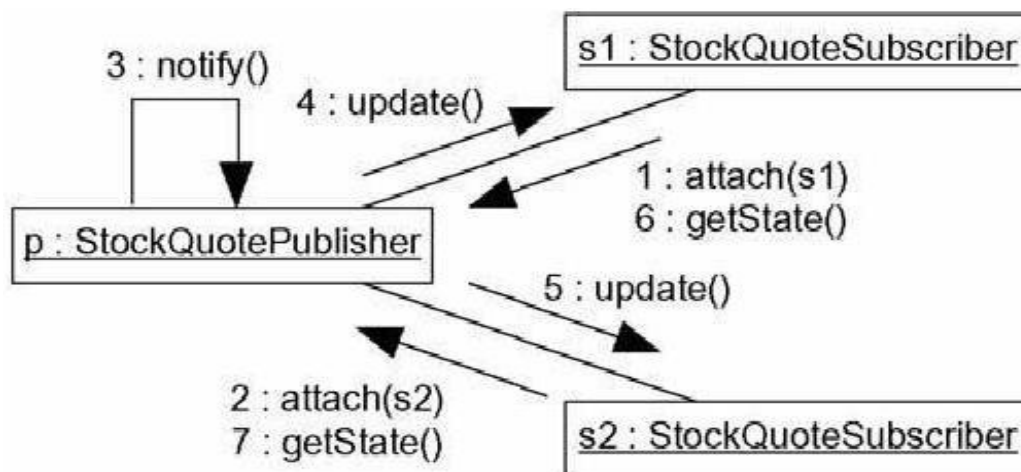 s1 : StockQuoteSubscriber
3 : notify()
4 : update()
1 : attach(s1)
6 : getState()
p : StockQuotePublisher
5 : update()
2 : attach(s2)
7 : getState()
s2 : StockQuoteSubscriber